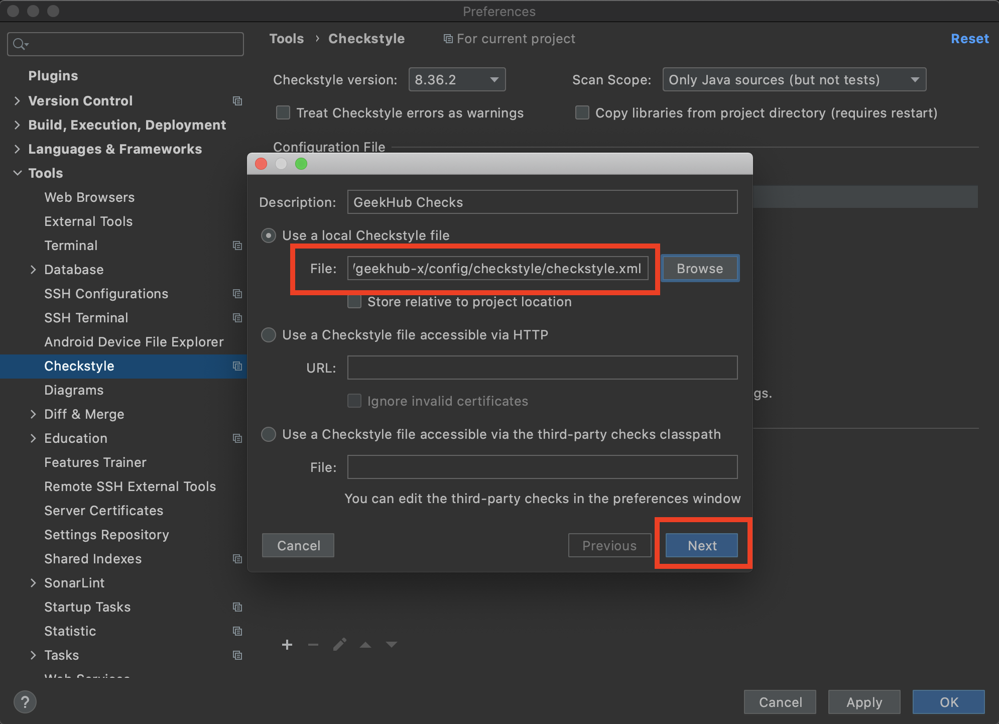 Preferences
Tools › Checkstyle For current project Reset
Plugins
Version Control
Build, Execution, Deployment
Languages & Frameworks
Tools
Web Browsers
External Tools
Terminal
Database
SSH Configurations
SSH Terminal
Android Device File Explorer
Checkstyle
Diagrams
Diff & Merge
Education
Features Trainer
Remote SSH External Tools
Server Certificates
Settings Repository
Shared Indexes
SonarLint
Startup Tasks
Statistic
Tasks
Web Services
?
Checkstyle version: 8.36.2 Scan Scope: Only Java sources (but not tests)
Treat Checkstyle errors as warnings Copy libraries from project directory (requires restart)
Configuration File
Description: GeekHub Checks
Use a local Checkstyle file
File: /geekhub-x/config/checkstyle/checkstyle.xml Browse
Store relative to project location
Use a Checkstyle file accessible via HTTP
URL:
Ignore invalid certificates
Use a Checkstyle file accessible via the third-party checks classpath
File:
You can edit the third-party checks in the preferences window
Cancel Previous Next
gs.
Cancel Apply OK